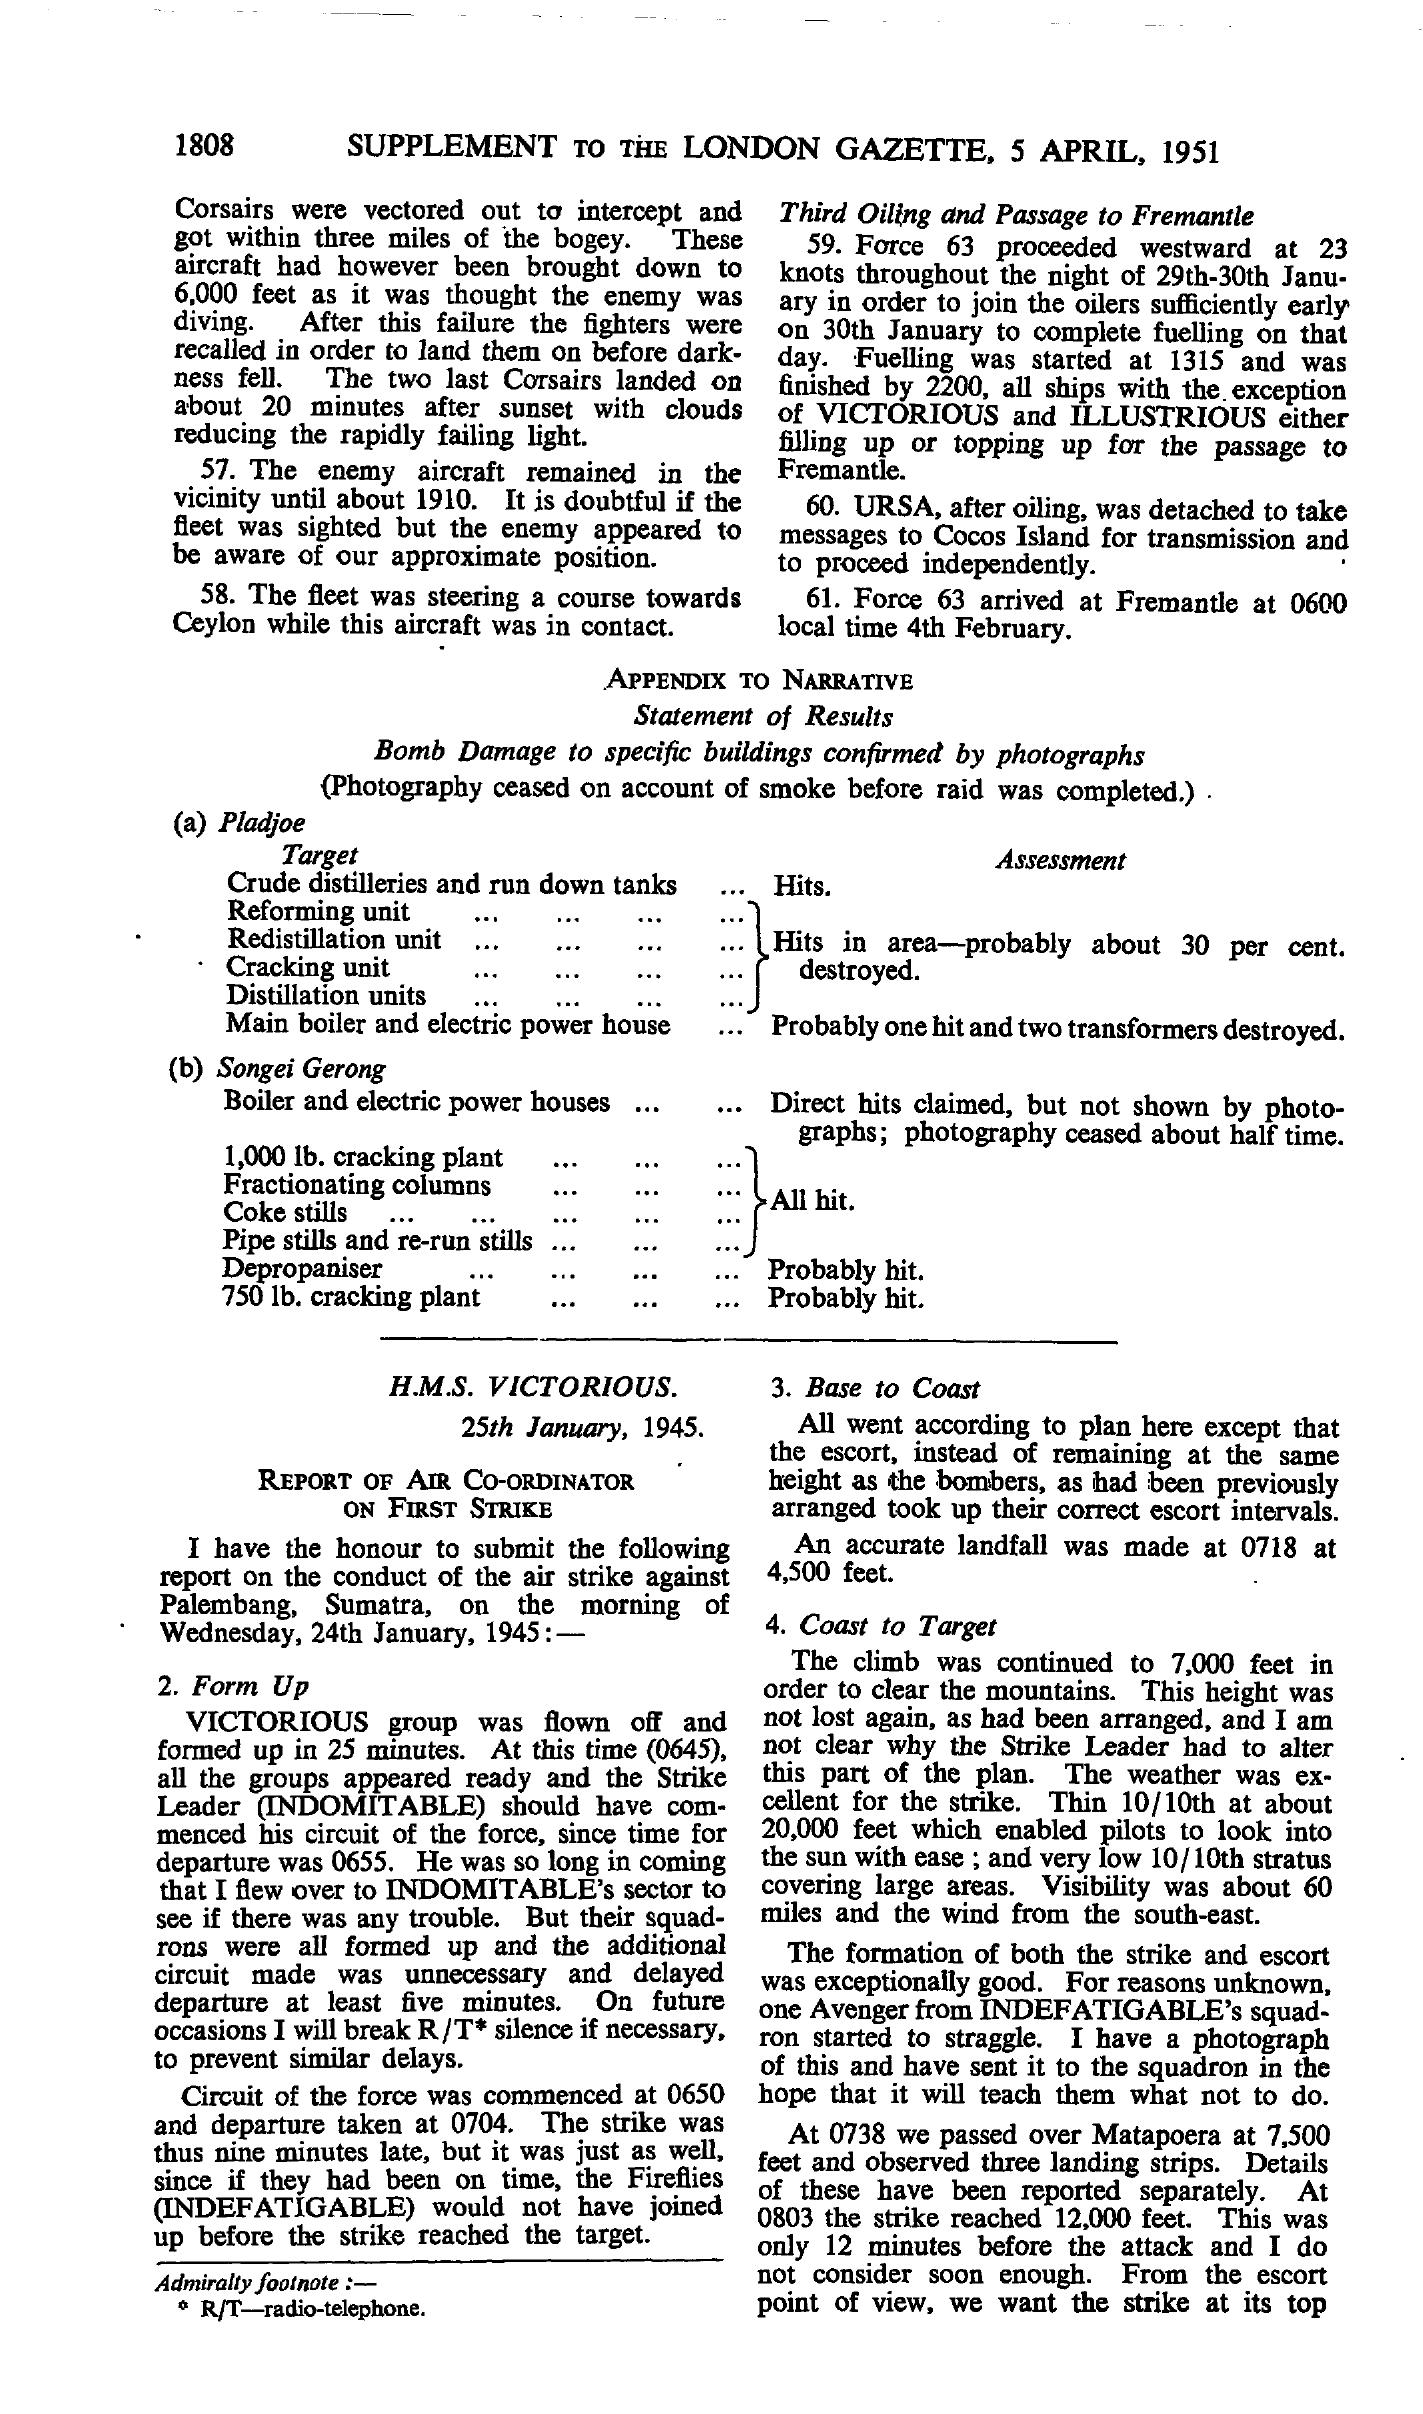 1808 SUPPLEMENT TO THE LONDON GAZETTE, 5 APRIL, 1951
Corsairs were vectored out to intercept and
got within three miles of the bogey. These
aircraft had however been brought down to
6,000 feet as it was thought the enemy was
diving. After this failure the fighters were
recalled in order to land them on before dark-
ness fell. The two last Corsairs landed on
about 20 minutes after sunset with clouds
reducing the rapidly failing light.
57. The enemy aircraft remained in the
vicinity until about 1910. It is doubtful if the
fleet was sighted but the enemy appeared to
be aware of our approximate position.
58. The fleet was steering a course towards
Ceylon while this aircraft was in contact.
Third Oiling and Passage to Fremantle
59. Force 63 proceeded westward at 23
knots throughout the night of 29th-30th Janu-
ary in order to join the oilers sufficiently early
on 30th January to complete fuelling on that
day. Fuelling was started at 1315 and was
finished by 2200, all ships with the exception
of VICTORIOUS and ILLUSTRIOUS either
filling up or topping up for the passage to
Fremantle.
60. URSA, after oiling, was detached to take
messages to Cocos Island for transmission and
to proceed independently.
61. Force 63 arrived at Fremantle at 0600
local time 4th February.
APPENDIX TO NARRATIVE
Statement of Results
Bomb Damage to specific buildings confirmed by photographs
(Photography ceased on account of smoke before raid was completed.)
(a) Pladjoe
Target Assessment
Crude distilleries and run down tanks ... Hits.
Reforming unit ... ... ... ...
Redistillation unit ... ... ... ... Hits in area—probably about 30 per cent.
Cracking unit ... ... ... ... destroyed.
Distillation units ... ... ... ...
Main boiler and electric power house ... Probably one hit and two transformers destroyed.
(b) Songei Gerong
Boiler and electric power houses ... ... Direct hits claimed, but not shown by photo-
graphs; photography ceased about half time.
1,000 lb. cracking plant ... ... ...
Fractionating columns ... ... ...
Coke stills ... ... ... ... ... All hit.
Pipe stills and re-run stills ... ... ...
Depropaniser ... ... ... ... Probably hit.
750 lb. cracking plant ... ... ... Probably hit.
H.M.S. VICTORIOUS.
25th January, 1945.
REPORT OF AIR CO-ORDINATOR
ON FIRST STRIKE
I have the honour to submit the following
report on the conduct of the air strike against
Palembang, Sumatra, on the morning of
Wednesday, 24th January, 1945:—
2. Form Up
VICTORIOUS group was flown off and
formed up in 25 minutes. At this time (0645),
all the groups appeared ready and the Strike
Leader (INDOMITABLE) should have com-
menced his circuit of the force, since time for
departure was 0655. He was so long in coming
that I flew over to INDOMITABLE's sector to
see if there was any trouble. But their squad-
rons were all formed up and the additional
circuit made was unnecessary and delayed
departure at least five minutes. On future
occasions I will break R/T* silence if necessary,
to prevent similar delays.
Circuit of the force was commenced at 0650
and departure taken at 0704. The strike was
thus nine minutes late, but it was just as well,
since if they had been on time, the Fireflies
(INDEFATIGABLE) would not have joined
up before the strike reached the target.
Admiralty footnote :—
* R/T—radio-telephone.
3. Base to Coast
All went according to plan here except that
the escort, instead of remaining at the same
height as the bombers, as had been previously
arranged took up their correct escort intervals.
An accurate landfall was made at 0718 at
4,500 feet.
4. Coast to Target
The climb was continued to 7,000 feet in
order to clear the mountains. This height was
not lost again, as had been arranged, and I am
not clear why the Strike Leader had to alter
this part of the plan. The weather was ex-
cellent for the strike. Thin 10/10th at about
20,000 feet which enabled pilots to look into
the sun with ease ; and very low 10/10th stratus
covering large areas. Visibility was about 60
miles and the wind from the south-east.
The formation of both the strike and escort
was exceptionally good. For reasons unknown,
one Avenger from INDEFATIGABLE's squad-
ron started to straggle. I have a photograph
of this and have sent it to the squadron in the
hope that it will teach them what not to do.
At 0738 we passed over Matapoera at 7,500
feet and observed three landing strips. Details
of these have been reported separately. At
0803 the strike reached 12,000 feet. This was
only 12 minutes before the attack and I do
not consider soon enough. From the escort
point of view, we want the strike at its top